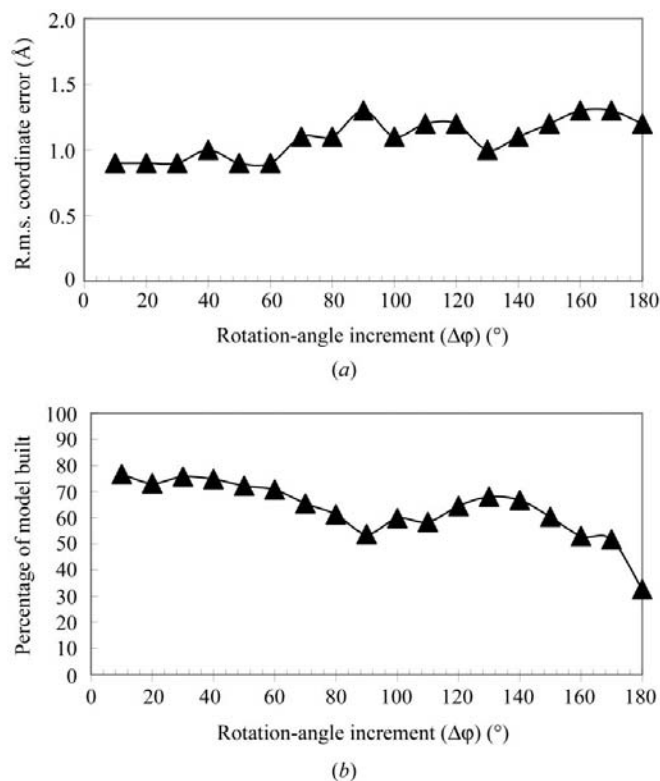 2.0
1.5
1.0
0.5
0
R.m.s. coordinate error (Å)
0 20 40 60 80 100 120 140 160 180
Rotation-angle increment (Δφ) (°)
(a)
100
90
80
70
60
50
40
30
20
10
0
Percentage of model built
0 20 40 60 80 100 120 140 160 180
Rotation-angle increment (Δφ) (°)
(b)